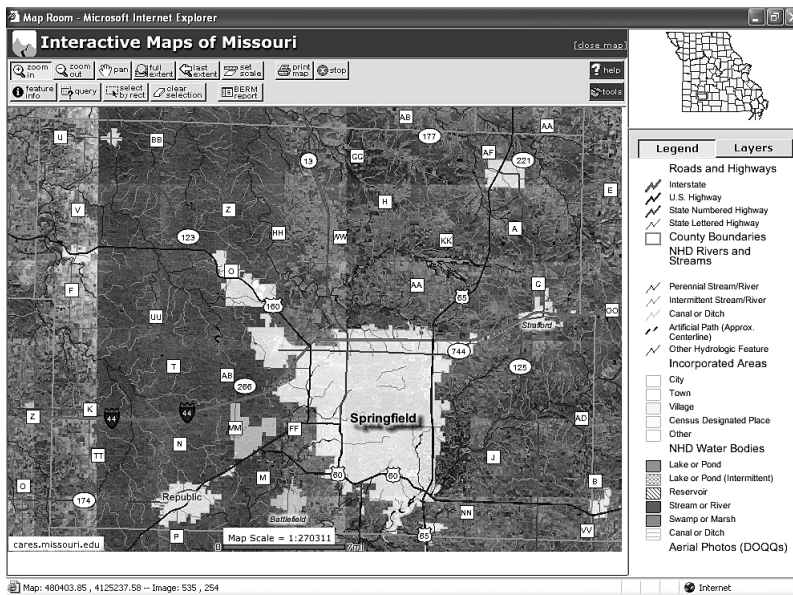 Map Room - Microsoft Internet Explorer
Interactive Maps of Missouri
[close map]
zoom in
zoom out
pan
full extent
last extent
set scale
print map
stop
? help
feature info
query
select by rect
clear selection
BERM report
tools
AB
U
BB
177
AA
13
GG
AF
221
E
V
Z
H
123
HH
WW
KK
A
F
O
AA
G
160
65
OO
UU
Strafford
744
T
AB
266
125
Z
K
44
44
Springfield
AD
MM
FF
N
TT
J
M
60
60
O
B
174
Republic
Battlefield
NN
VV
P
65
Map Scale = 1:270311
cares.missouri.edu
0
7mi
Legend
Layers
Roads and Highways
Interstate
U.S. Highway
State Numbered Highway
State Lettered Highway
County Boundaries
NHD Rivers and
Streams
Perennial Stream/River
Intermittent Stream/River
Canal or Ditch
Artificial Path (Approx.
Centerline)
Other Hydrologic Feature
Incorporated Areas
City
Town
Village
Census Designated Place
Other
NHD Water Bodies
Lake or Pond
Lake or Pond (Intermittent)
Reservoir
Stream or River
Swamp or Marsh
Canal or Ditch
Aerial Photos (DOQQs)
Map: 480403.85 , 4125237.58 -- Image: 535 , 254
Internet